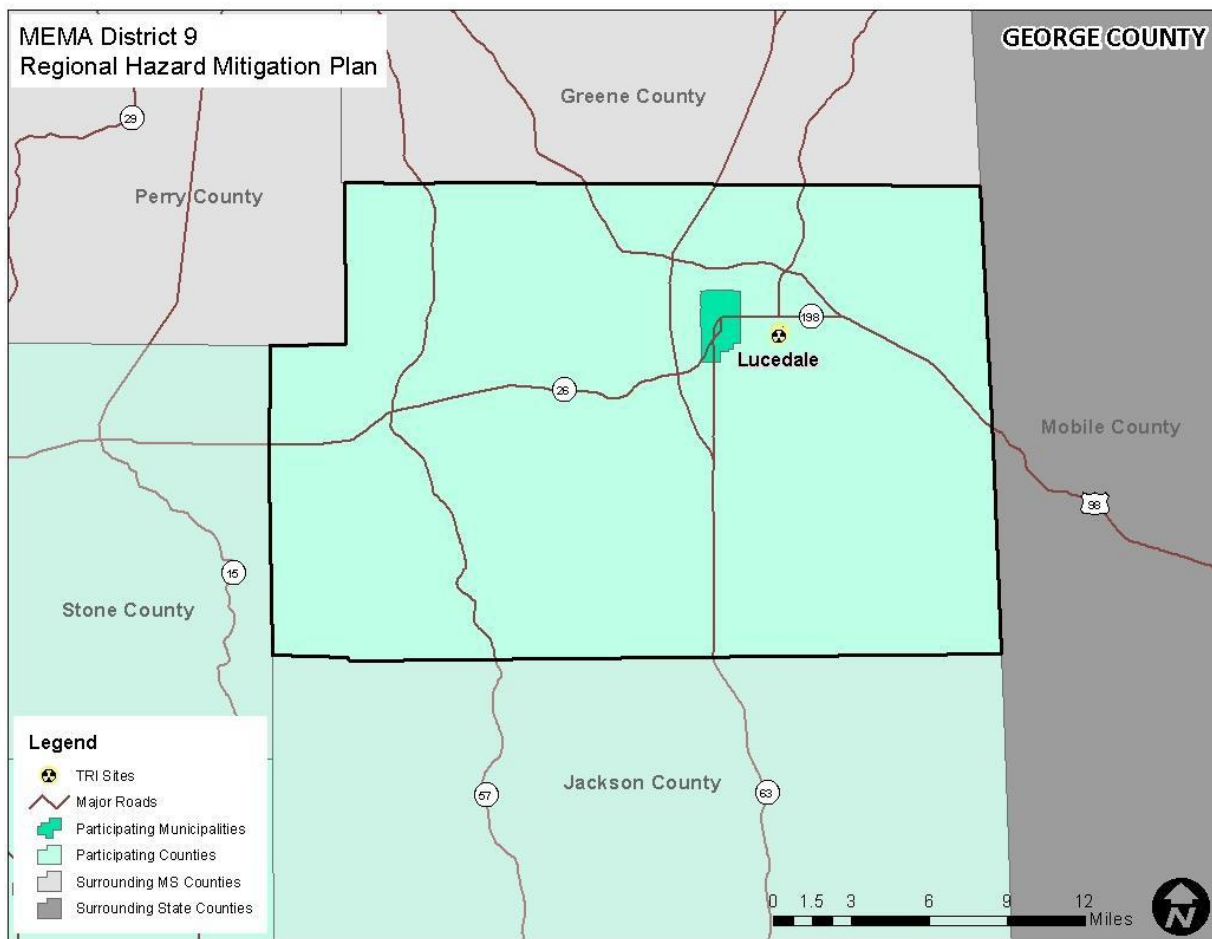 MEMA District 9
Regional Hazard Mitigation Plan
GEORGE COUNTY
Greene County
29
Perry County
198
Lucedale
26
Mobile County
98
15
Stone County
Jackson County
57
63
Legend
TRI Sites
Major Roads
Participating Municipalities
Participating Counties
Surrounding MS Counties
Surrounding State Counties
0 1.5 3 6 9 12
Miles
N